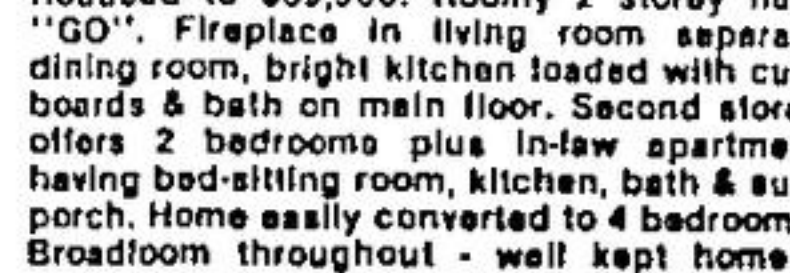 "GO". Fireplace in living room separa
dining room, bright kitchen loaded with cu
boards & bath on main floor. Second store
offers 2 bedrooms plus in-law apartme
having bed-sitting room, kitchen, bath & su
porch. Home easily converted to 4 bedroom
Broadloom throughout - well kept home